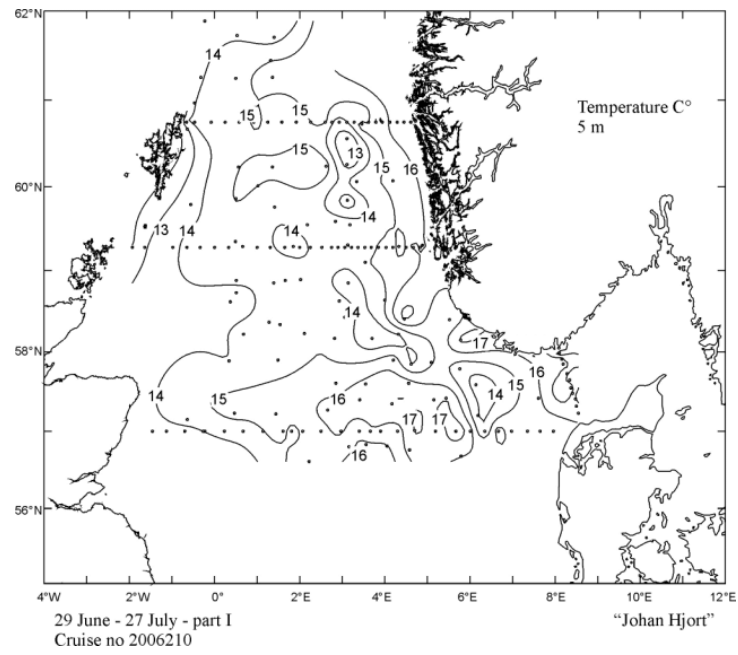 62°N
14
14
15
15
Temperature C°
5 m
13
15
15
16
60°N
13
14
14
14
14
17
58°N
16
15
14
15
16
14
17
17
16
56°N
4°W
2°W
0°
2°E
4°E
6°E
8°E
10°E
12°E
29 June - 27 July - part I
"Johan Hjort"
Cruise no 2006210